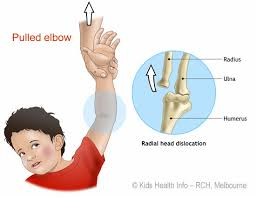 Pulled elbow
Radius
Ulna
Humerus
Radial head dislocation
© Kids Health Info – RCH, Melbourne